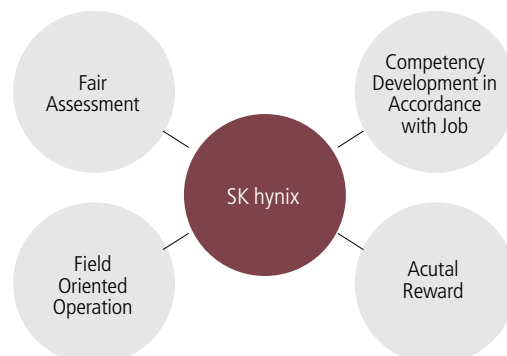 Fair
Assessment
Competency
Development in
Accordance
with Job
SK hynix
Field
Oriented
Operation
Acutal
Reward